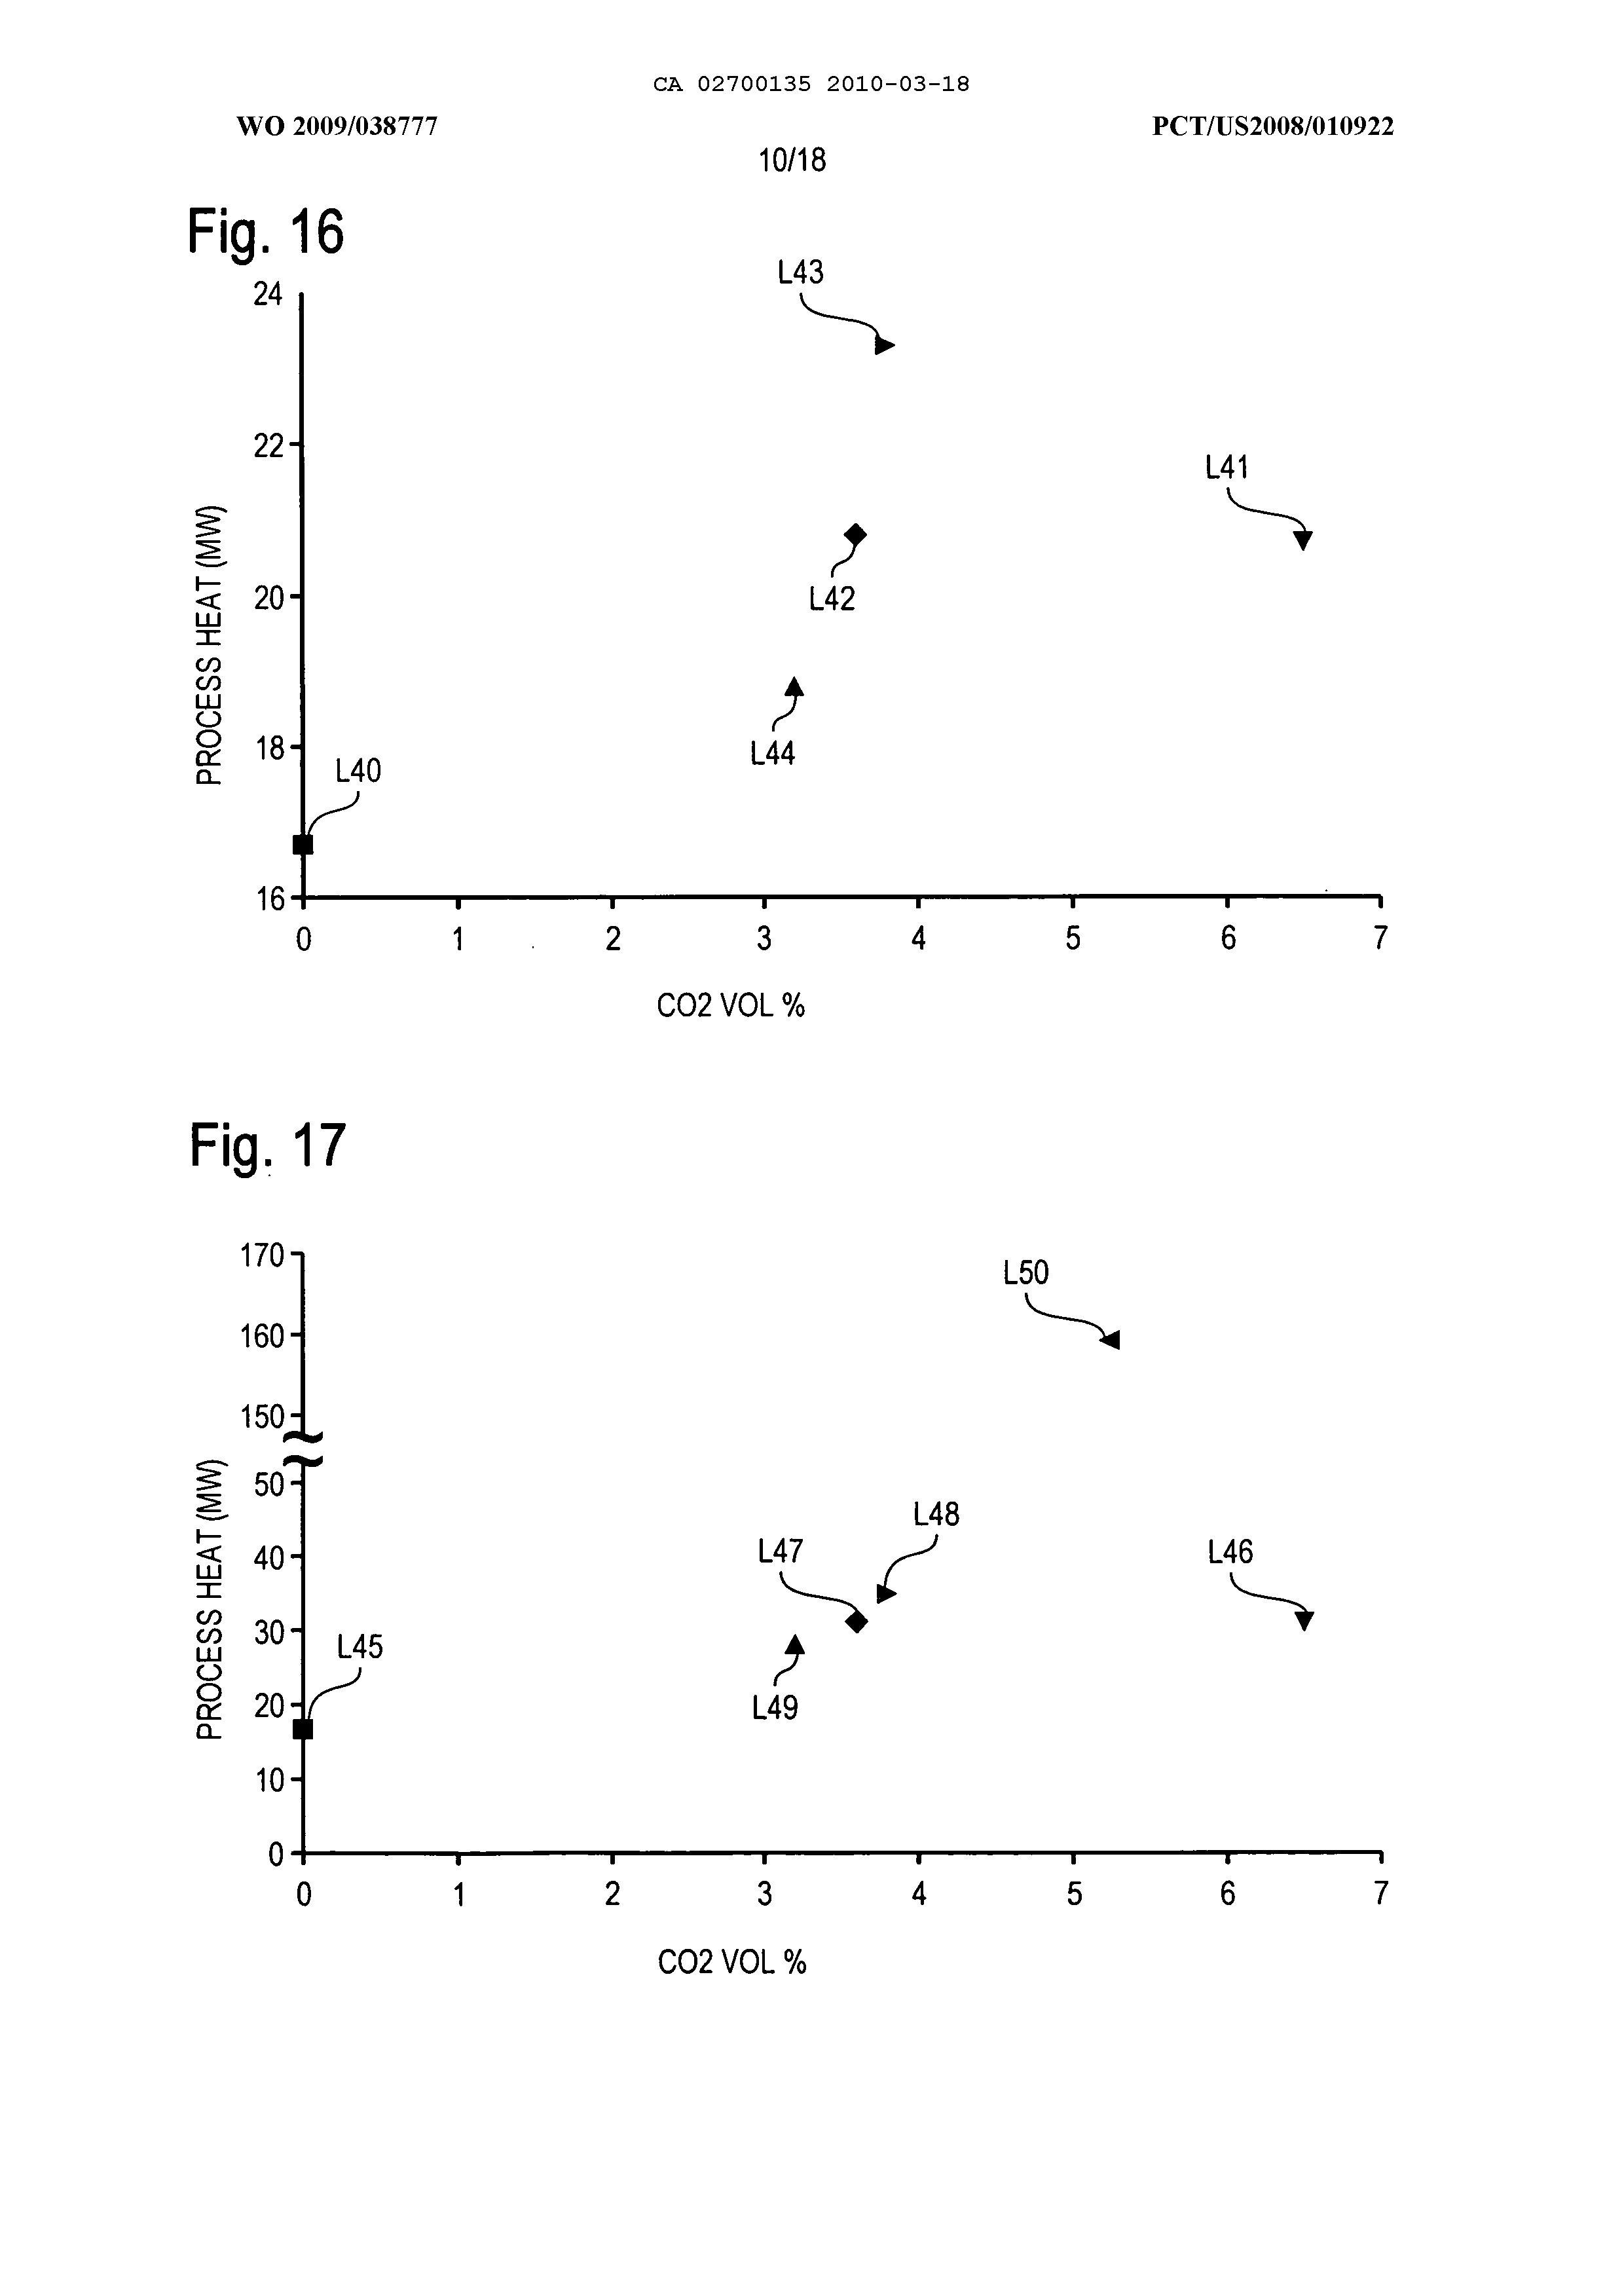 CA 02700135 2010-03-18
WO 2009/038777
PCT/US2008/010922
10/18
Fig. 16
L43
24
22
L41
20
L42
PROCESS HEAT (MW)
18
L44
L40
16
0 1 2 3 4 5 6 7
CO2 VOL %
Fig. 17
170
L50
160
150
50
L48
L47
L46
40
PROCESS HEAT (MW)
30
L45
20
L49
10
0
0 1 2 3 4 5 6 7
CO2 VOL %